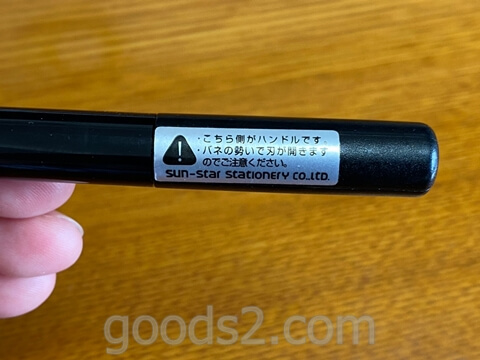 ・こちら側がハンドルです。
・バネの勢いで刃が開きます
のでご注意ください。
sun-star stationery co.,ltd.
goods2.com